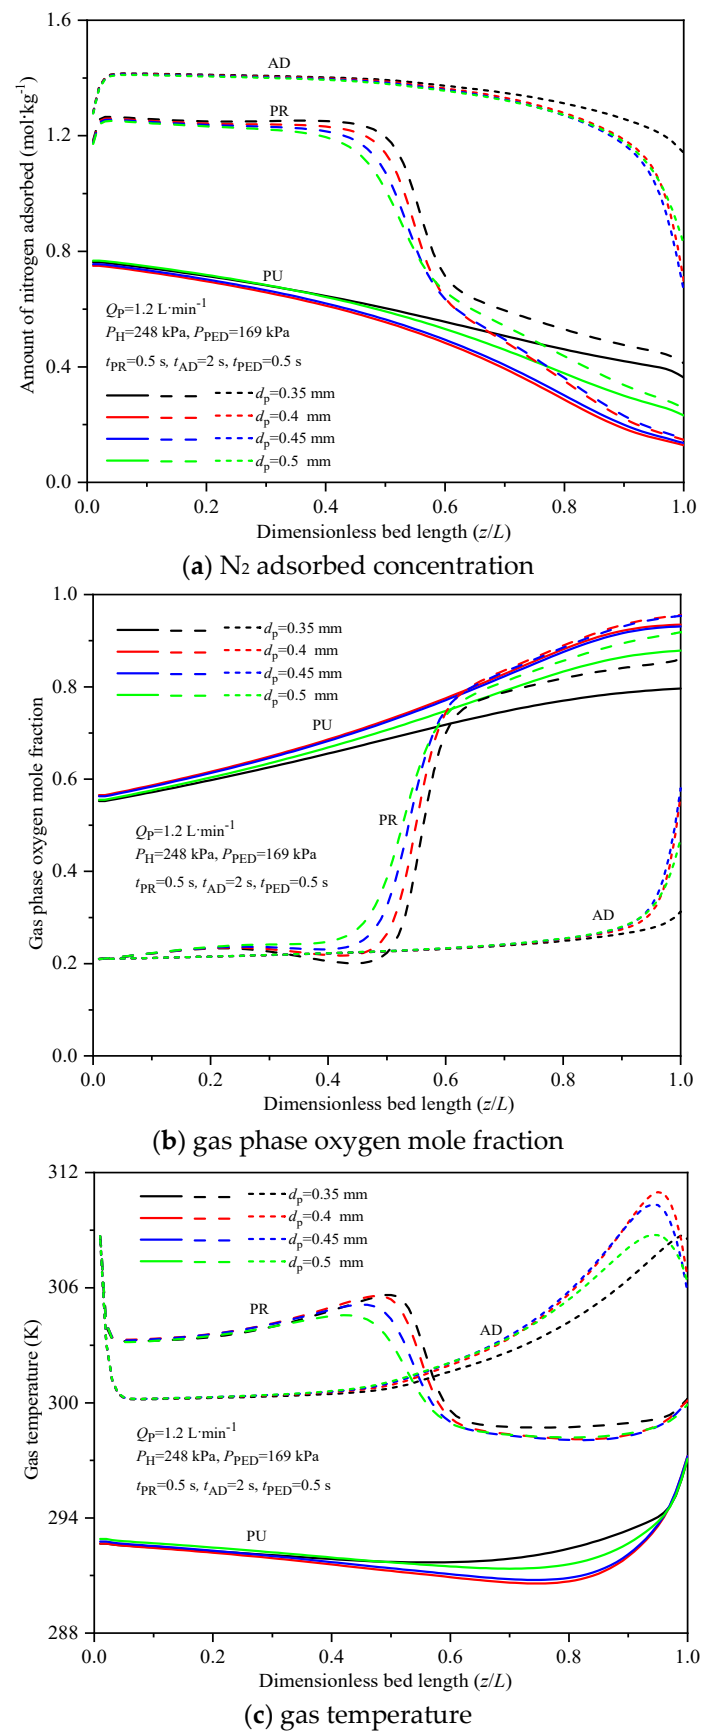 1.6
AD
1.2
PR
0.8
PU
Q_P=1.2 L·min^-1
P_H=248 kPa, P_PED=169 kPa
0.4
t_PR=0.5 s, t_AD=2 s, t_PED=0.5 s
d_p=0.35 mm
d_p=0.4 mm
d_p=0.45 mm
d_p=0.5 mm
0.0
0.0 0.2 0.4 0.6 0.8 1.0
Amount of nitrogen adsorbed (mol·kg^-1)
Dimensionless bed length (z/L)
(a) N2 adsorbed concentration
1.0
d_p=0.35 mm
d_p=0.4 mm
d_p=0.45 mm
d_p=0.5 mm
0.8
PU
0.6
Q_P=1.2 L·min^-1
PR
P_H=248 kPa, P_PED=169 kPa
0.4
t_PR=0.5 s, t_AD=2 s, t_PED=0.5 s
AD
0.2
0.0
0.0 0.2 0.4 0.6 0.8 1.0
Gas phase oxygen mole fraction
Dimensionless bed length (z/L)
(b) gas phase oxygen mole fraction
312
d_p=0.35 mm
d_p=0.4 mm
d_p=0.45 mm
d_p=0.5 mm
306
PR
AD
300
Q_P=1.2 L·min^-1
P_H=248 kPa, P_PED=169 kPa
t_PR=0.5 s, t_AD=2 s, t_PED=0.5 s
294
PU
288
0.0 0.2 0.4 0.6 0.8 1.0
Gas temperature (K)
Dimensionless bed length (z/L)
(c) gas temperature